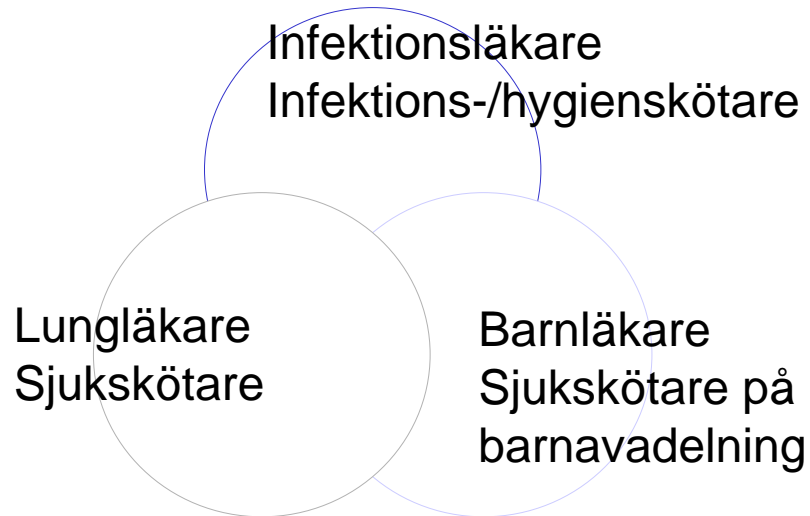 Infektionsläkare
Infektions-/hygienskötare
Lungläkare
Sjukskötare
Barnläkare
Sjukskötare på
barnavadelning